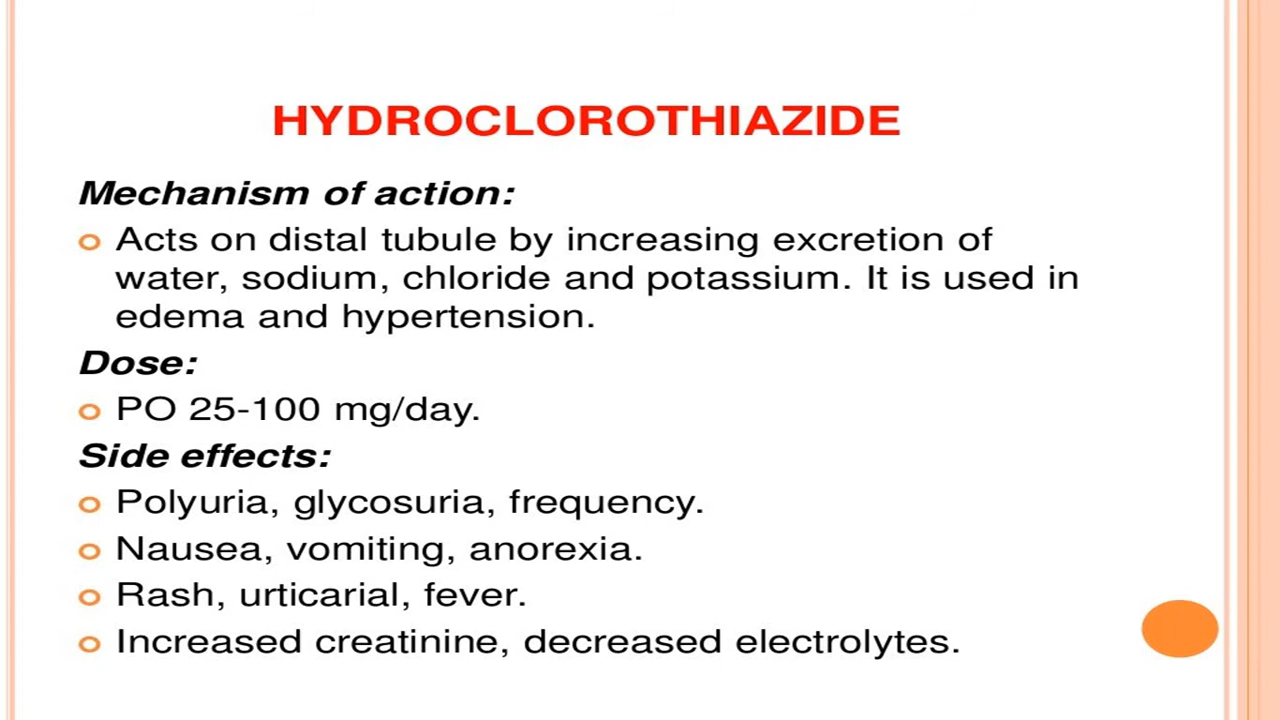 HYDROCLOROTHIAZIDE
Mechanism of action:
Acts on distal tubule by increasing excretion of
water, sodium, chloride and potassium. It is used in
edema and hypertension.
Dose:
PO 25-100 mg/day.
Side effects:
Polyuria, glycosuria, frequency.
Nausea, vomiting, anorexia.
Rash, urticarial, fever.
Increased creatinine, decreased electrolytes.